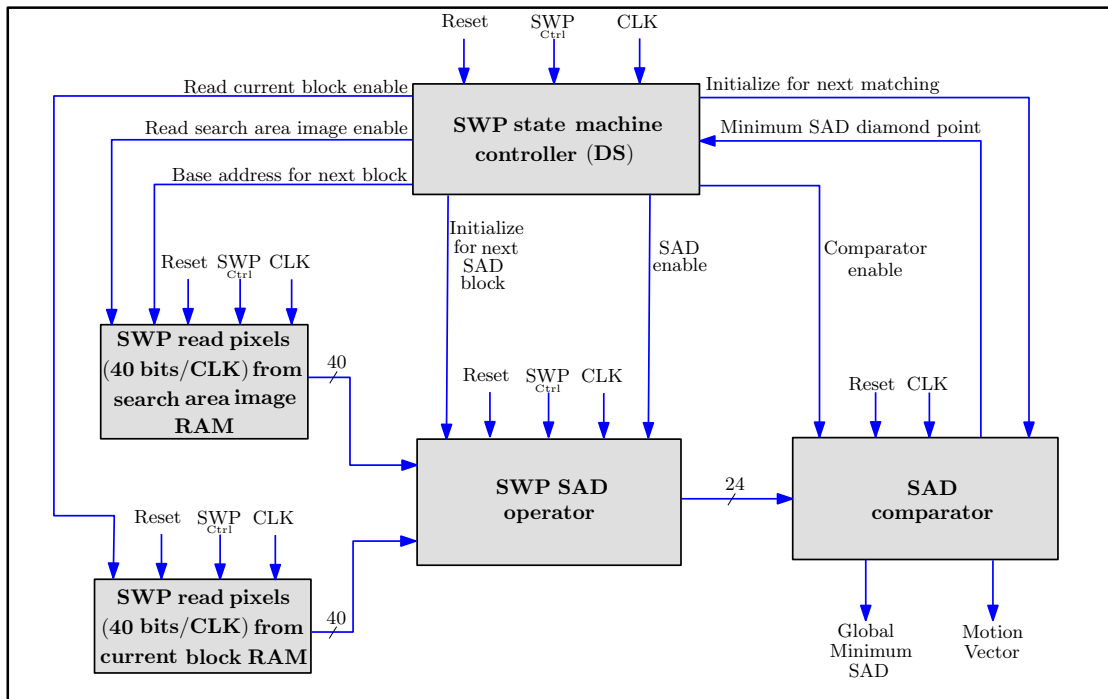 Reset
SWP
Ctrl
CLK
Read current block enable
Initialize for next matching
SWP state machine
controller (DS)
Read search area image enable
Minimum SAD diamond point
Base address for next block
Initialize
for next
SAD
block
SAD
enable
Comparator
enable
Reset
SWP
Ctrl
CLK
SWP read pixels
(40 bits/CLK) from
search area image
RAM
40
Reset
SWP
Ctrl
CLK
Reset
CLK
SWP SAD
operator
24
SAD
comparator
Reset
SWP
Ctrl
CLK
SWP read pixels
(40 bits/CLK) from
current block RAM
40
Global
Minimum
SAD
Motion
Vector